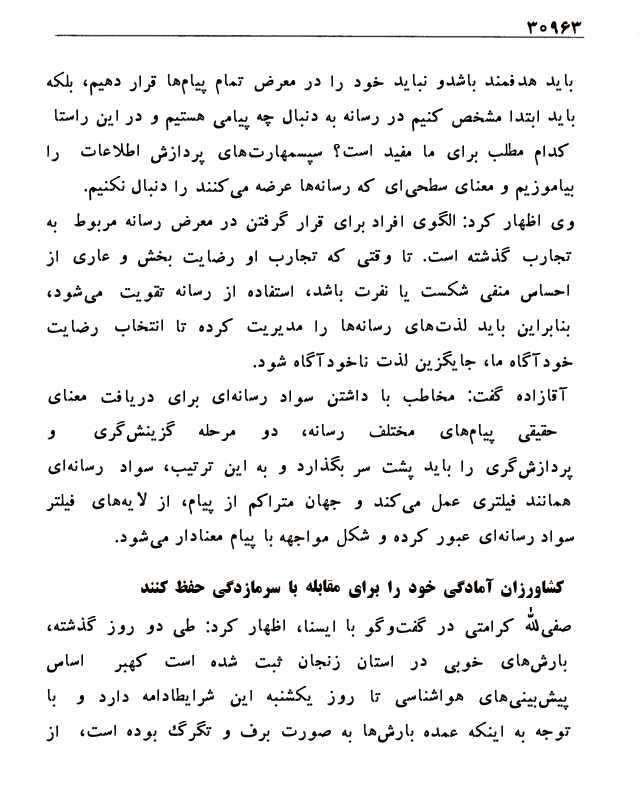 ۳۰۹۶۳
باید هدفمند باشدو نباید خود را در معرض تمام پیام‌ها قرار دهیم، بلکه
باید ابتدا مشخص کنیم در رسانه به دنبال چه پیامی هستیم و در این راستا
کدام مطلب برای ما مفید است؟ سپسمهارت‌های پردازش اطلاعات را
بیاموزیم و معنای سطحی‌ای که رسانه‌ها عرضه می‌کنند را دنبال نکنیم.
وی اظهار کرد: الگوی افراد برای قرار گرفتن در معرض رسانه مربوط به
تجارب گذشته است. تا وقتی که تجارب او رضایت بخش و عاری از
احساس منفی شکست یا نفرت باشد، استفاده از رسانه تقویت می‌شود،
بنابراین باید لذت‌های رسانه‌ها را مدیریت کرده تا انتخاب رضایت
خودآگاه ما، جایگزین لذت ناخودآگاه شود.
آقازاده گفت: مخاطب با داشتن سواد رسانه‌ای برای دریافت معنای
حقیقی پیام‌های مختلف رسانه، دو مرحله گزینش‌گری و
پردازش‌گری را باید پشت سر بگذارد و به این ترتیب، سواد رسانه‌ای
همانند فیلتری عمل می‌کند و جهان متراکم از پیام، از لایه‌های فیلتر
سواد رسانه‌ای عبور کرده و شکل مواجهه با پیام معنادار می‌شود.
کشاورزان آمادگی خود را برای مقابله با سرمازدگی حفظ کنند
صفی‌الله کرامتی در گفت‌وگو با ایسنا، اظهار کرد: طی دو روز گذشته،
بارش‌های خوبی در استان زنجان ثبت شده است کهبر اساس
پیش‌بینی‌های هواشناسی تا روز یکشنبه این شرایطادامه دارد و با
توجه به اینکه عمده بارش‌ها به صورت برف و تگرگ بوده است، از